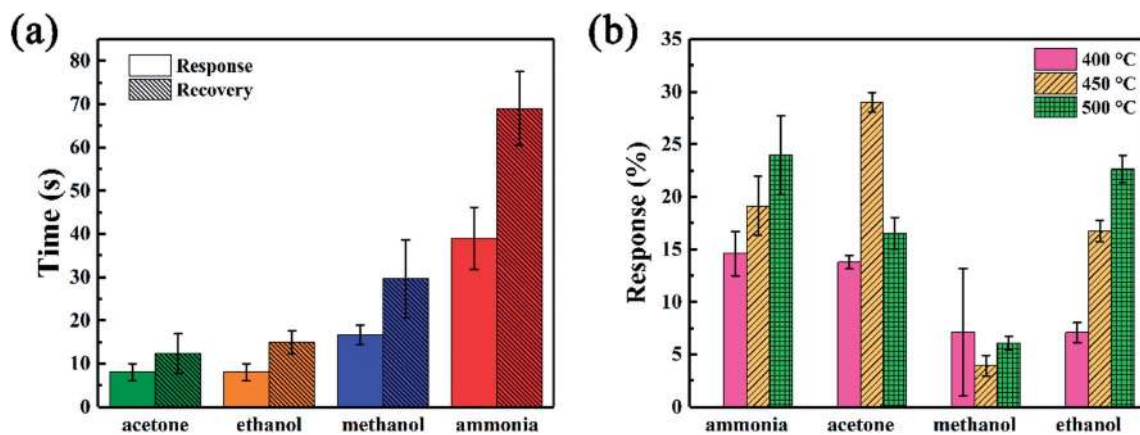 (a)
Time (s)
80
70
60
50
40
30
20
10
0
Response
Recovery
acetone ethanol methanol ammonia
(b)
Response (%)
35
30
25
20
15
10
5
0
400 °C
450 °C
500 °C
ammonia acetone methanol ethanol